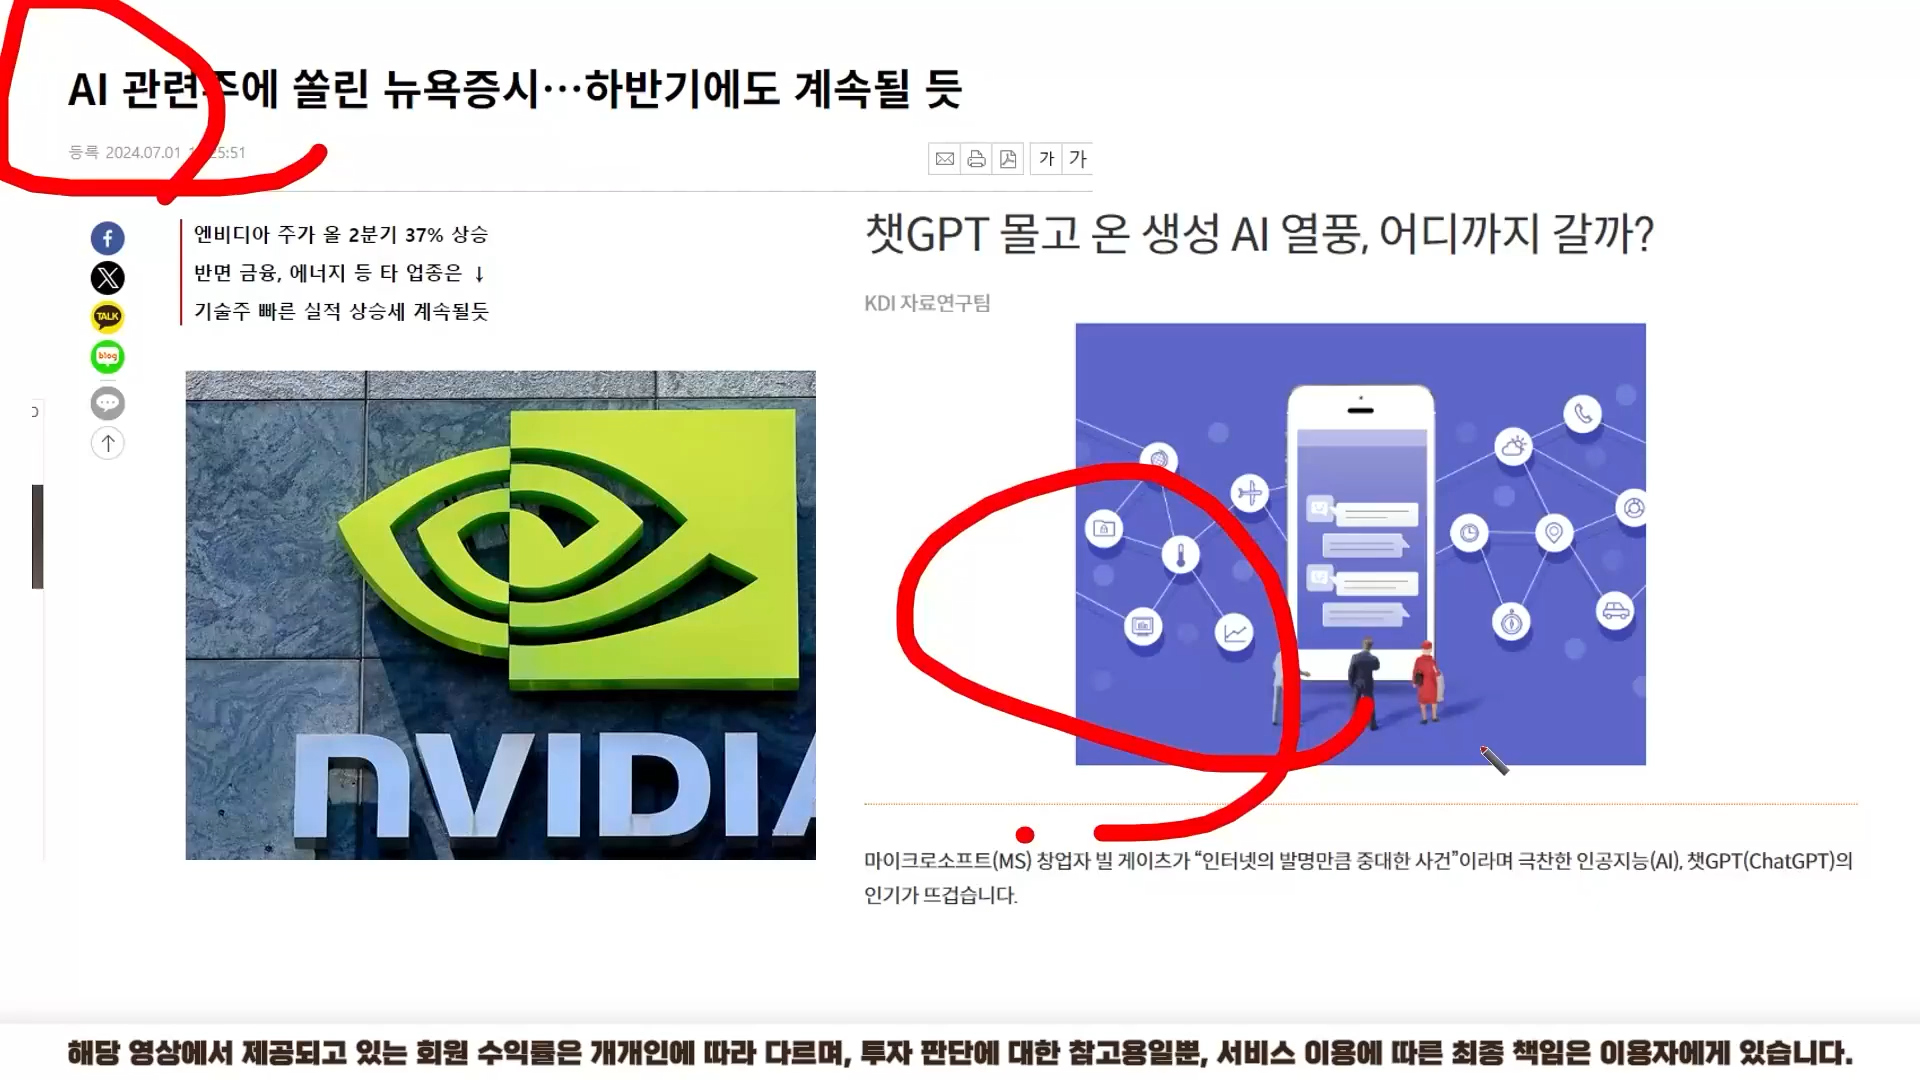 AI 관련주에 쏠린 뉴욕증시…하반기에도 계속될 듯
등록 2024.07.01
25:51
가 가
엔비디아 주가 올 2분기 37% 상승
반면 금융, 에너지 등 타 업종은 ↓
기술주 빠른 실적 상승세 계속될듯
TALK
blog
NVIDIA
챗GPT 몰고 온 생성 AI 열풍, 어디까지 갈까?
KDI 자료연구팀
마이크로소프트(MS) 창업자 빌 게이츠가 “인터넷의 발명만큼 중대한 사건”이라며 극찬한 인공지능(AI), 챗GPT(ChatGPT)의
인기가 뜨겁습니다.
해당 영상에서 제공되고 있는 회원 수익률은 개개인에 따라 다르며, 투자 판단에 대한 참고용일뿐, 서비스 이용에 따른 최종 책임은 이용자에게 있습니다.